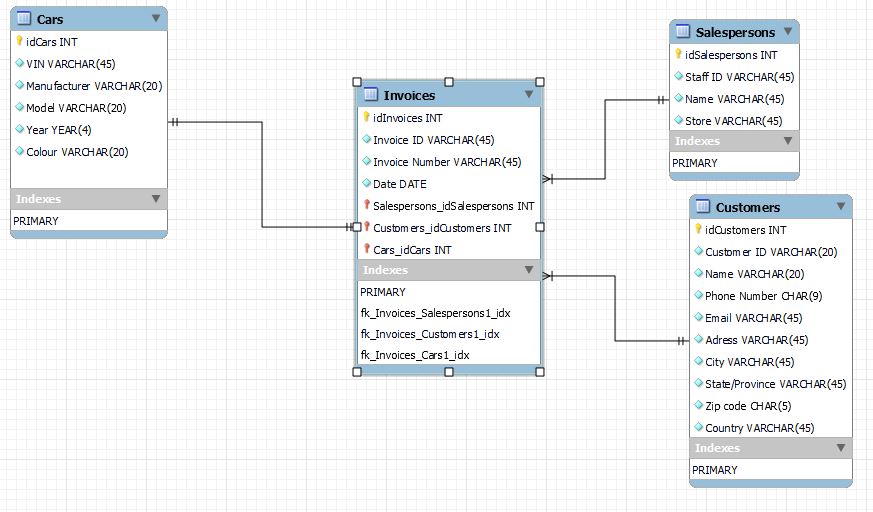 Cars
idCars INT
VIN VARCHAR(45)
Manufacturer VARCHAR(20)
Model VARCHAR(20)
Year YEAR(4)
Colour VARCHAR(20)
Indexes
PRIMARY
Invoices
idInvoices INT
Invoice ID VARCHAR(45)
Invoice Number VARCHAR(45)
Date DATE
Salespersons_idSalespersons INT
Customers_idCustomers INT
Cars_idCars INT
Indexes
PRIMARY
fk_Invoices_Salespersons1_idx
fk_Invoices_Customers1_idx
fk_Invoices_Cars1_idx
Salespersons
idSalespersons INT
Staff ID VARCHAR(45)
Name VARCHAR(45)
Store VARCHAR(45)
Indexes
PRIMARY
Customers
idCustomers INT
Customer ID VARCHAR(20)
Name VARCHAR(20)
Phone Number CHAR(9)
Email VARCHAR(45)
Adress VARCHAR(45)
City VARCHAR(45)
State/Province VARCHAR(45)
Zip code CHAR(5)
Country VARCHAR(45)
Indexes
PRIMARY